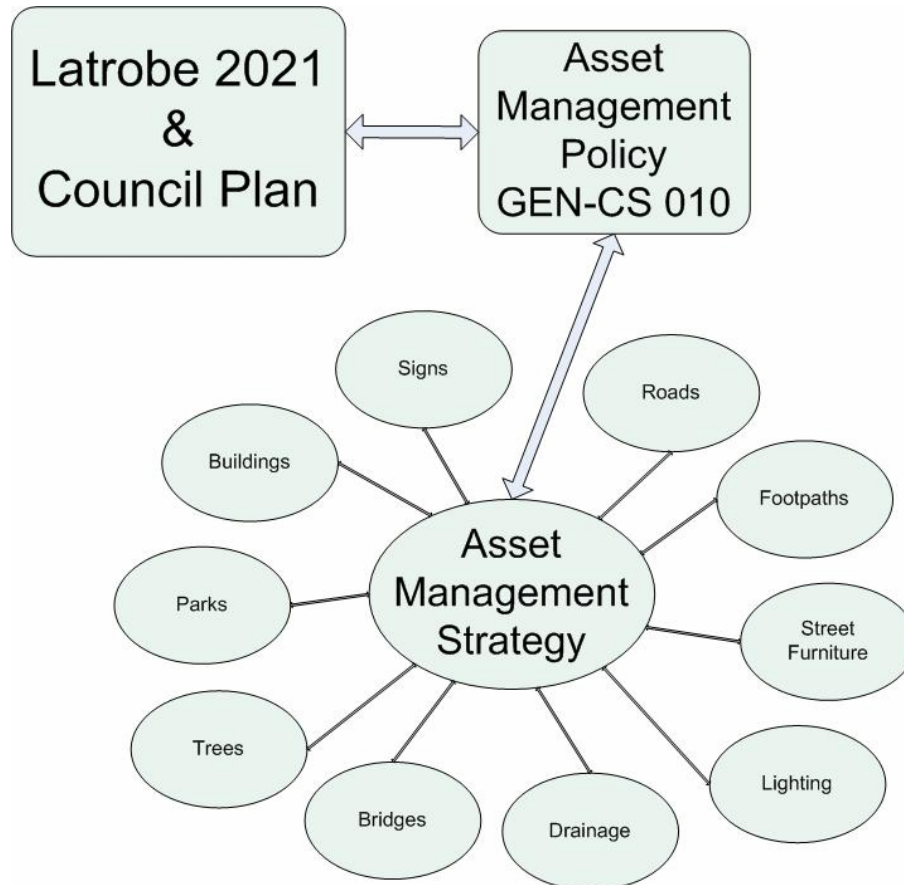 Latrobe 2021
&
Council Plan
Asset
Management
Policy
GEN-CS 010
Signs
Roads
Buildings
Footpaths
Asset
Management
Strategy
Parks
Street
Furniture
Trees
Lighting
Bridges
Drainage